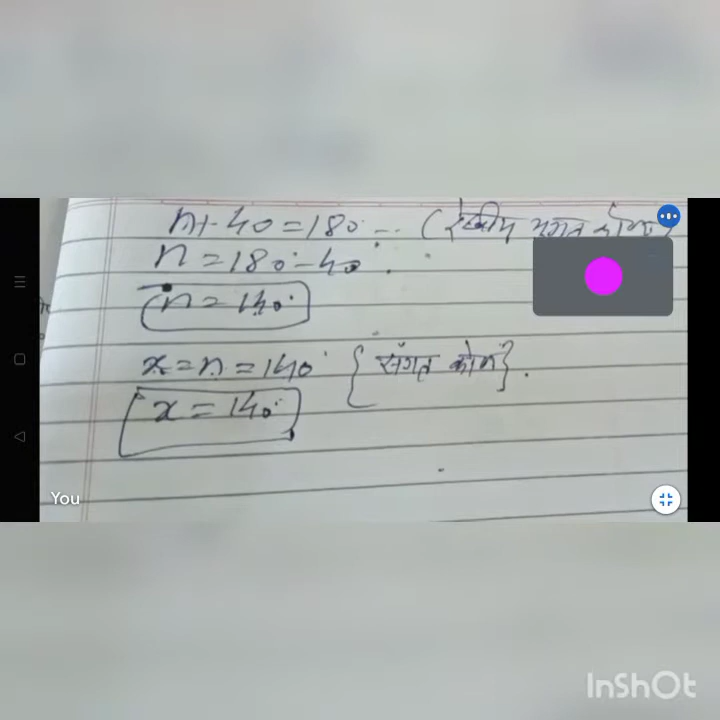 n+40=180° -- (रेखीय युग्म कोण)
n=180°-40
n=140°
x=n=140° {संगत कोण}.
x=140°
You
InShOt